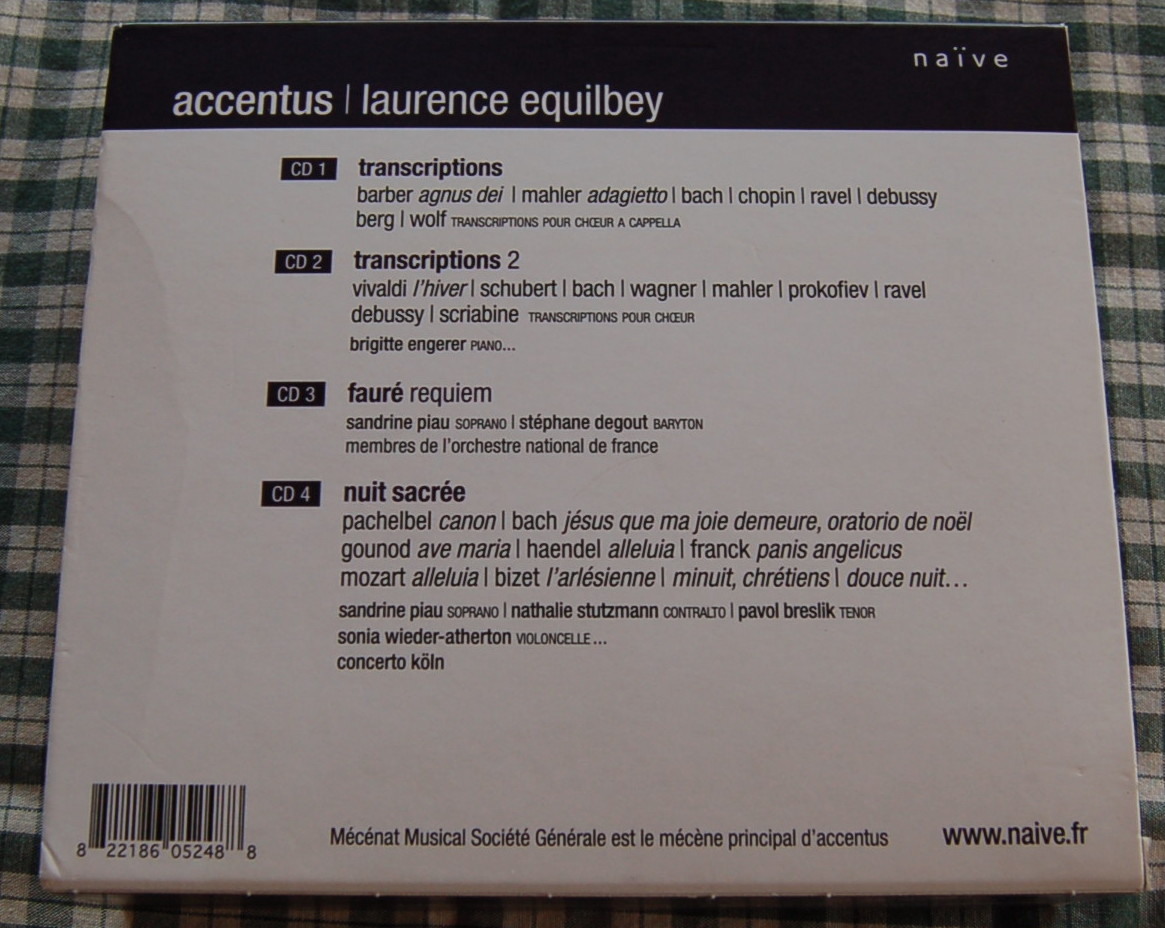 naïve
accentus | laurence equilbey
CD 1 transcriptions
barber agnus dei | mahler adagietto | bach | chopin | ravel | debussy
berg | wolf TRANSCRIPTIONS POUR CHŒUR A CAPPELLA
CD 2 transcriptions 2
vivaldi l'hiver | schubert | bach | wagner | mahler | prokofiev | ravel
debussy | scriabine TRANSCRIPTIONS POUR CHŒUR
brigitte engerer PIANO...
CD 3 fauré requiem
sandrine piau SOPRANO | stéphane degout BARYTON
membres de l'orchestre national de france
CD 4 nuit sacrée
pachelbel canon | bach jésus que ma joie demeure, oratorio de noël
gounod ave maria | haendel alleluia | franck panis angelicus
mozart alleluia | bizet l'arlésienne | minuit, chrétiens | douce nuit...
sandrine piau SOPRANO | nathalie stutzmann CONTRALTO | pavol breslik TENOR
sonia wieder-atherton VIOLONCELLE...
concerto köln
8 22186 05248 8
Mécénat Musical Société Générale est le mécène principal d'accentus
www.naive.fr